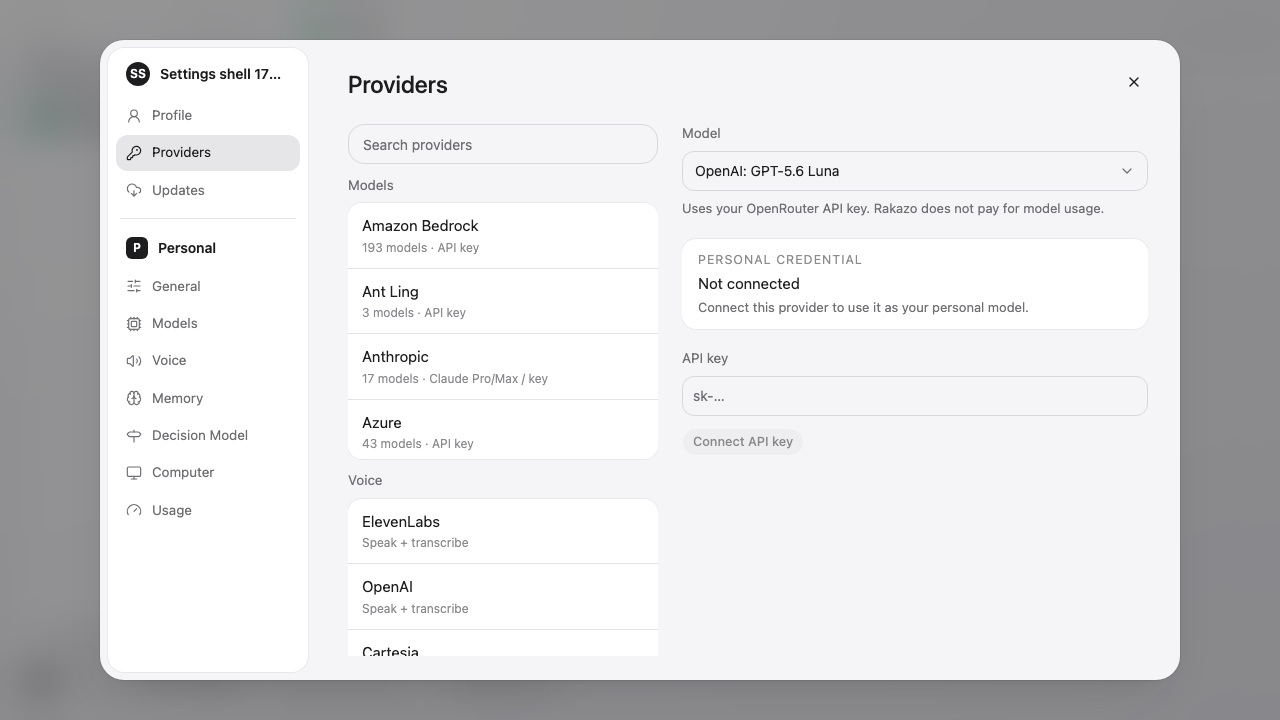 SS Settings shell 17...
Profile
Providers
Updates
P Personal
General
Models
Voice
Memory
Decision Model
Computer
Usage
Providers
Search providers
Models
Amazon Bedrock
193 models · API key
Ant Ling
3 models · API key
Anthropic
17 models · Claude Pro/Max / key
Azure
43 models · API key
Voice
ElevenLabs
Speak + transcribe
OpenAI
Speak + transcribe
Cartesia
Model
OpenAI: GPT-5.6 Luna
Uses your OpenRouter API key. Rakazo does not pay for model usage.
PERSONAL CREDENTIAL
Not connected
Connect this provider to use it as your personal model.
API key
sk-...
Connect API key